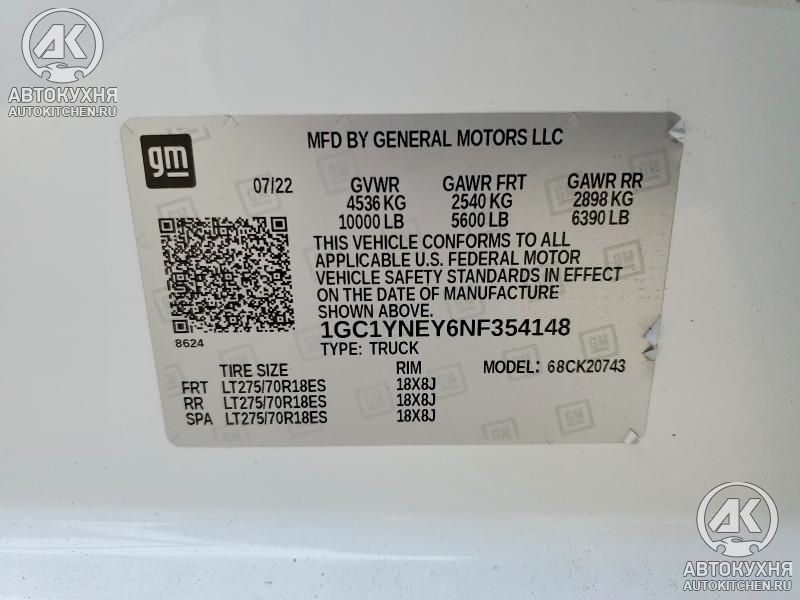 AK
АВТОКУХНЯ
AUTOKITCHEN.RU
gm
MFD BY GENERAL MOTORS LLC
07/22 GVWR GAWR FRT GAWR RR
4536 KG 2540 KG 2898 KG
10000 LB 5600 LB 6390 LB
THIS VEHICLE CONFORMS TO ALL
APPLICABLE U.S. FEDERAL MOTOR
VEHICLE SAFETY STANDARDS IN EFFECT
ON THE DATE OF MANUFACTURE
SHOWN ABOVE.
8624
1GC1YNEY6NF354148
TYPE: TRUCK
TIRE SIZE RIM MODEL: 68CK20743
FRT LT275/70R18ES 18X8J
RR LT275/70R18ES 18X8J
SPA LT275/70R18ES 18X8J
AK
АВТОКУХНЯ
AUTOKITCHEN.RU